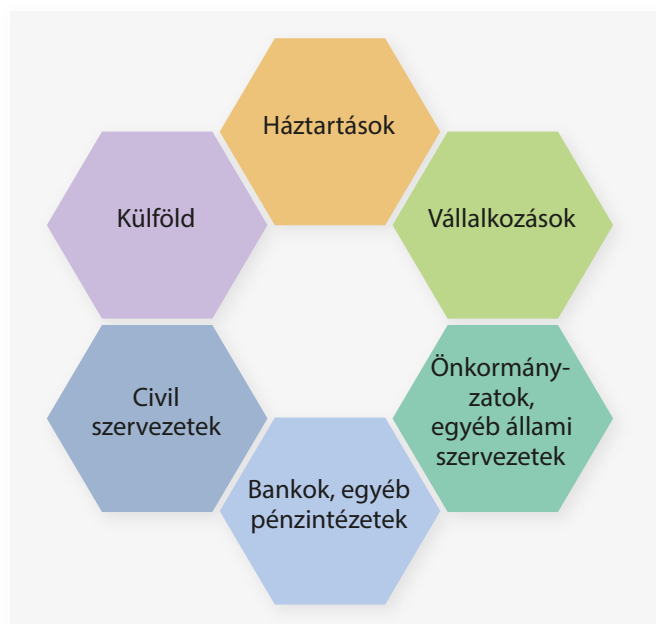 Háztartások
Vállalkozások
Önkormány-
zatok,
egyéb állami
szervezetek
Bankok, egyéb
pénzintézetek
Civil
szervezetek
Külföld